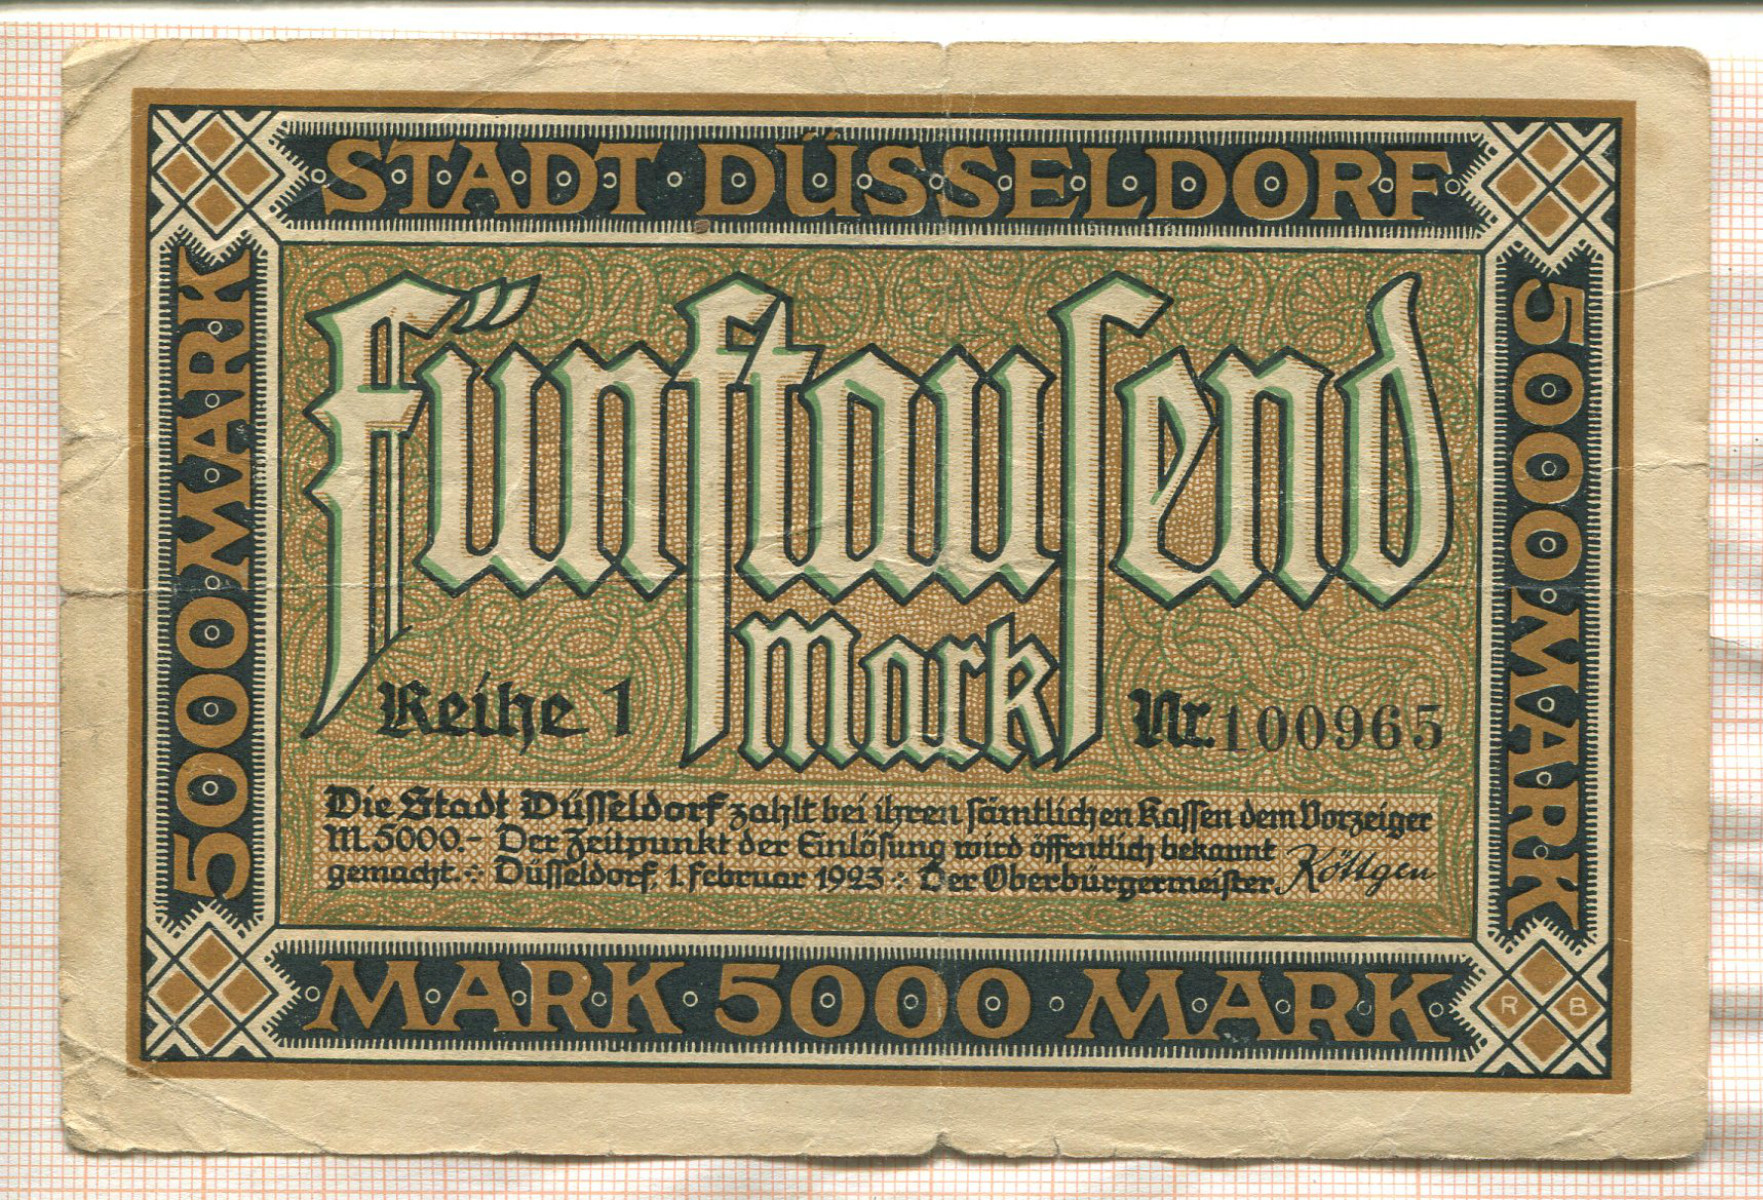 STADT DÜSSELDORF
5000 MARK
5000 MARK
Fünftausend
Mark
Reihe 1
Nr. 100965
Die Stadt Düsseldorf zahlt bei ihren sämtlichen Kassen dem Vorzeiger
M. 5000.- Der Zeitpunkt der Einlösung wird öffentlich bekannt
gemacht. Düsseldorf, 1. Februar 1923 Der Oberbürgermeister Köttgen
MARK 5000 MARK
R B